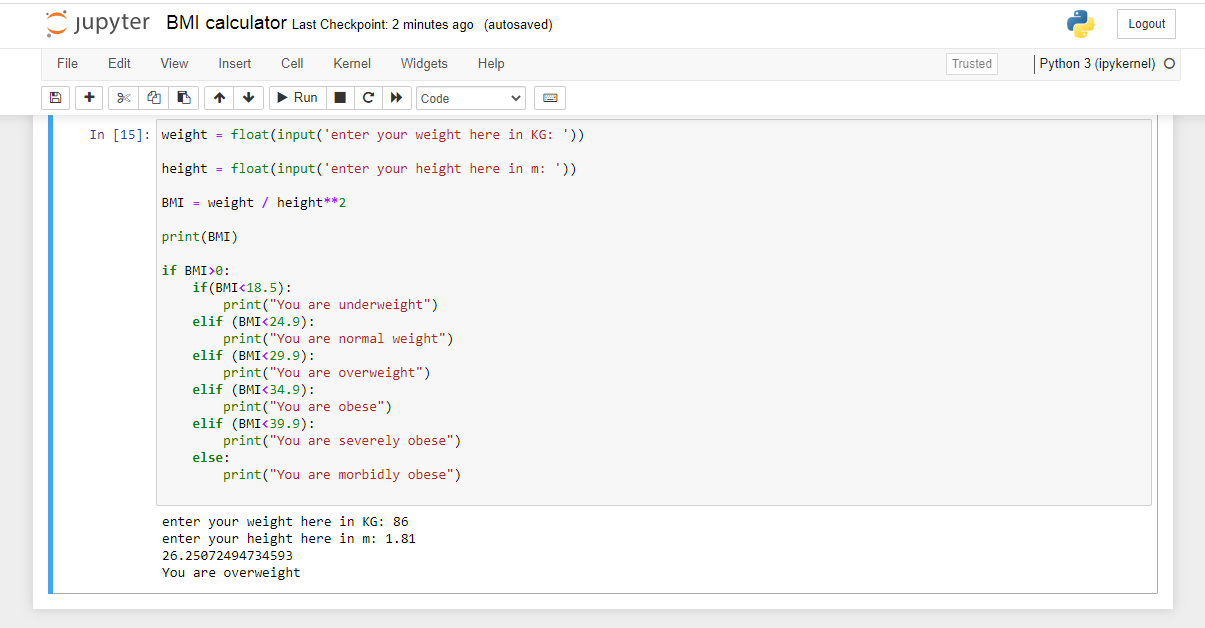 jupyter BMI calculator Last Checkpoint: 2 minutes ago (autosaved) Logout
File Edit View Insert Cell Kernel Widgets Help Trusted Python 3 (ipykernel)
Run Code
In [15]: weight = float(input('enter your weight here in KG: '))
height = float(input('enter your height here in m: '))
BMI = weight / height**2
print(BMI)
if BMI>0:
    if(BMI<18.5):
        print("You are underweight")
    elif (BMI<24.9):
        print("You are normal weight")
    elif (BMI<29.9):
        print("You are overweight")
    elif (BMI<34.9):
        print("You are obese")
    elif (BMI<39.9):
        print("You are severely obese")
    else:
        print("You are morbidly obese")
enter your weight here in KG: 86
enter your height here in m: 1.81
26.25072494734593
You are overweight